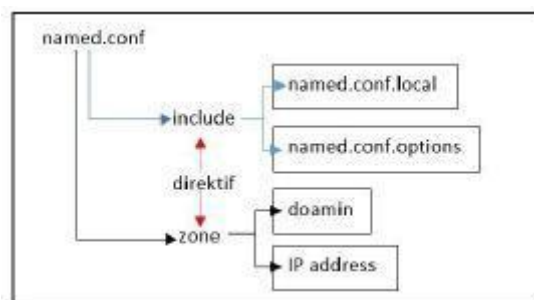 named.conf
named.conf.local
include
named.conf.options
direktif
doamin
zone
IP address